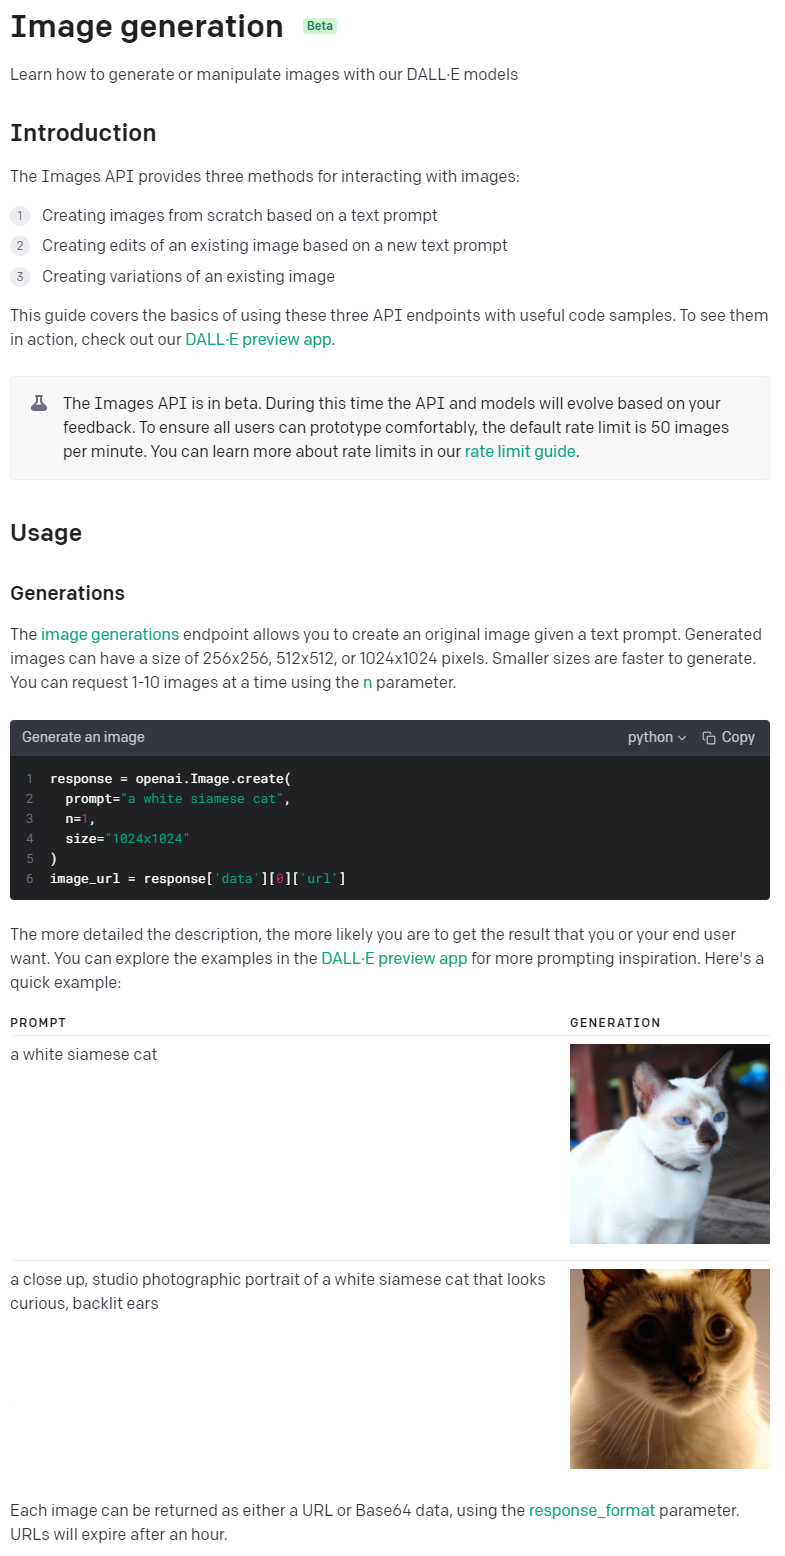 Image generation Beta
Learn how to generate or manipulate images with our DALL·E models
Introduction
The Images API provides three methods for interacting with images:
1 Creating images from scratch based on a text prompt
2 Creating edits of an existing image based on a new text prompt
3 Creating variations of an existing image
This guide covers the basics of using these three API endpoints with useful code samples. To see them
in action, check out our DALL·E preview app.
The Images API is in beta. During this time the API and models will evolve based on your
feedback. To ensure all users can prototype comfortably, the default rate limit is 50 images
per minute. You can learn more about rate limits in our rate limit guide.
Usage
Generations
The image generations endpoint allows you to create an original image given a text prompt. Generated
images can have a size of 256x256, 512x512, or 1024x1024 pixels. Smaller sizes are faster to generate.
You can request 1-10 images at a time using the n parameter.
Generate an image python Copy
1 response = openai.Image.create(
2   prompt="a white siamese cat",
3   n=1,
4   size="1024x1024"
5 )
6 image_url = response['data'][0]['url']
The more detailed the description, the more likely you are to get the result that you or your end user
want. You can explore the examples in the DALL·E preview app for more prompting inspiration. Here's a
quick example:
PROMPT GENERATION
a white siamese cat
a close up, studio photographic portrait of a white siamese cat that looks
curious, backlit ears
Each image can be returned as either a URL or Base64 data, using the response_format parameter.
URLs will expire after an hour.